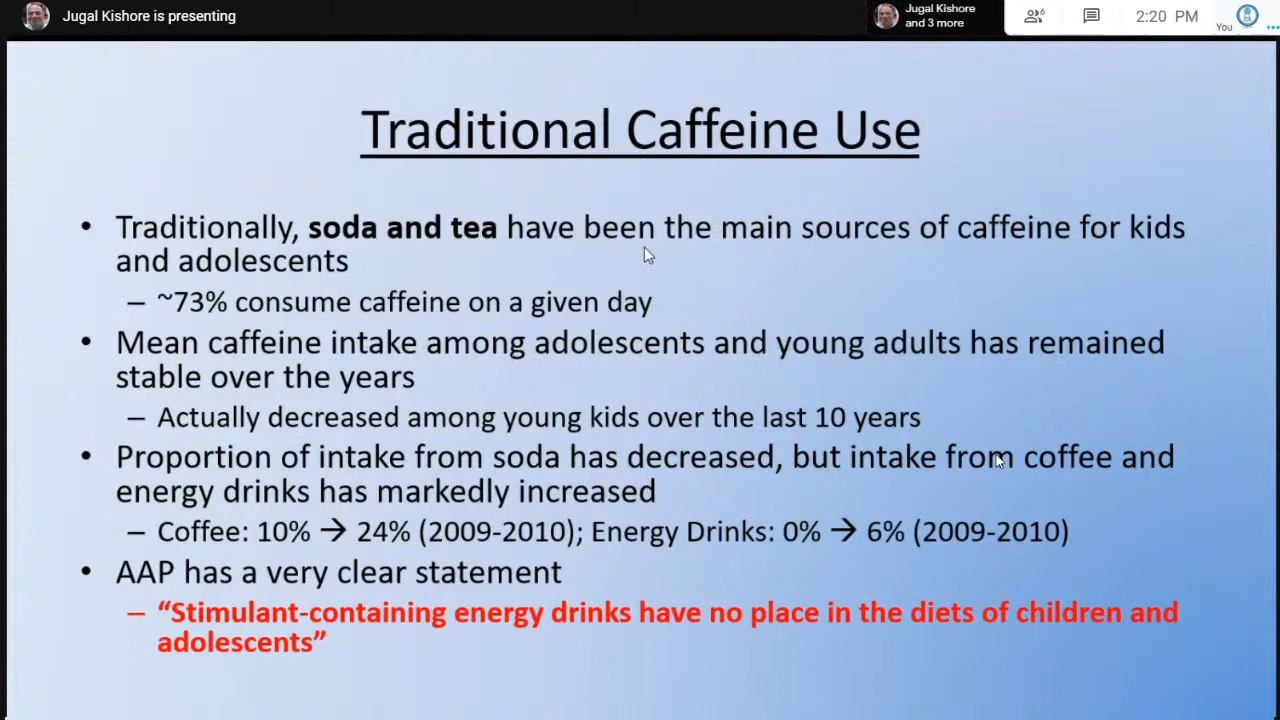 Jugal Kishore is presenting
Jugal Kishore
and 3 more
6
2:20 PM
You
Traditional Caffeine Use
• Traditionally, soda and tea have been the main sources of caffeine for kids
and adolescents
– ~73% consume caffeine on a given day
• Mean caffeine intake among adolescents and young adults has remained
stable over the years
– Actually decreased among young kids over the last 10 years
• Proportion of intake from soda has decreased, but intake from coffee and
energy drinks has markedly increased
– Coffee: 10% → 24% (2009-2010); Energy Drinks: 0% → 6% (2009-2010)
• AAP has a very clear statement
– “Stimulant-containing energy drinks have no place in the diets of children and
adolescents”